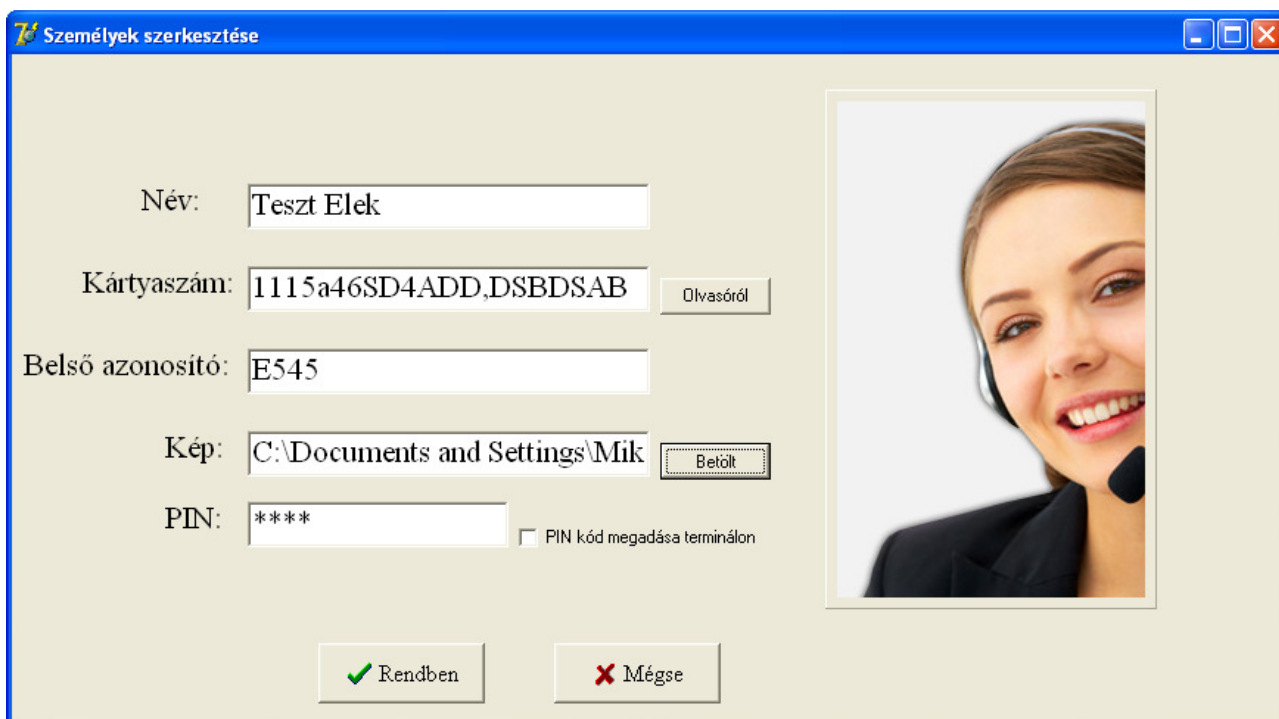 Személyek szerkesztése
Név: Teszt Elek
Kártyaszám: 1115a46SD4ADD,DSBDSAB Olvasóról
Belső azonosító: E545
Kép: C:\Documents and Settings\Mik Betölt
PIN: **** PIN kód megadása terminálon
Rendben Mégse